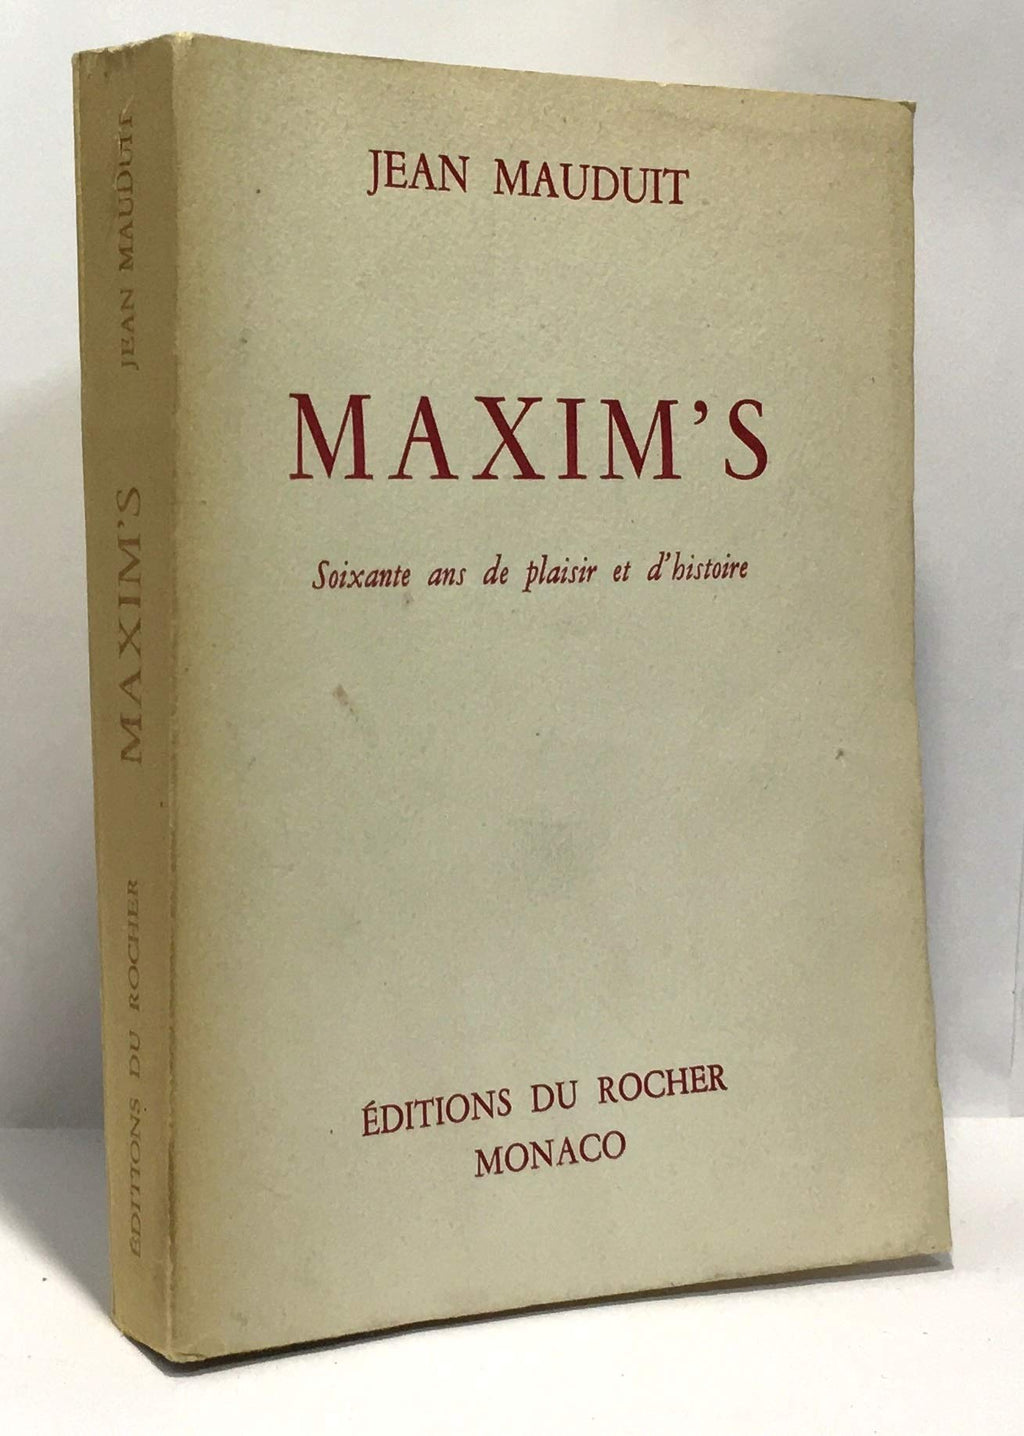 JEAN MAUDUIT
MAXIM'S
Soixante ans de plaisir et d'histoire
ÉDITIONS DU ROCHER
MONACO
JEAN MAUDUIT
MAXIM'S
ÉDITIONS DU ROCHER